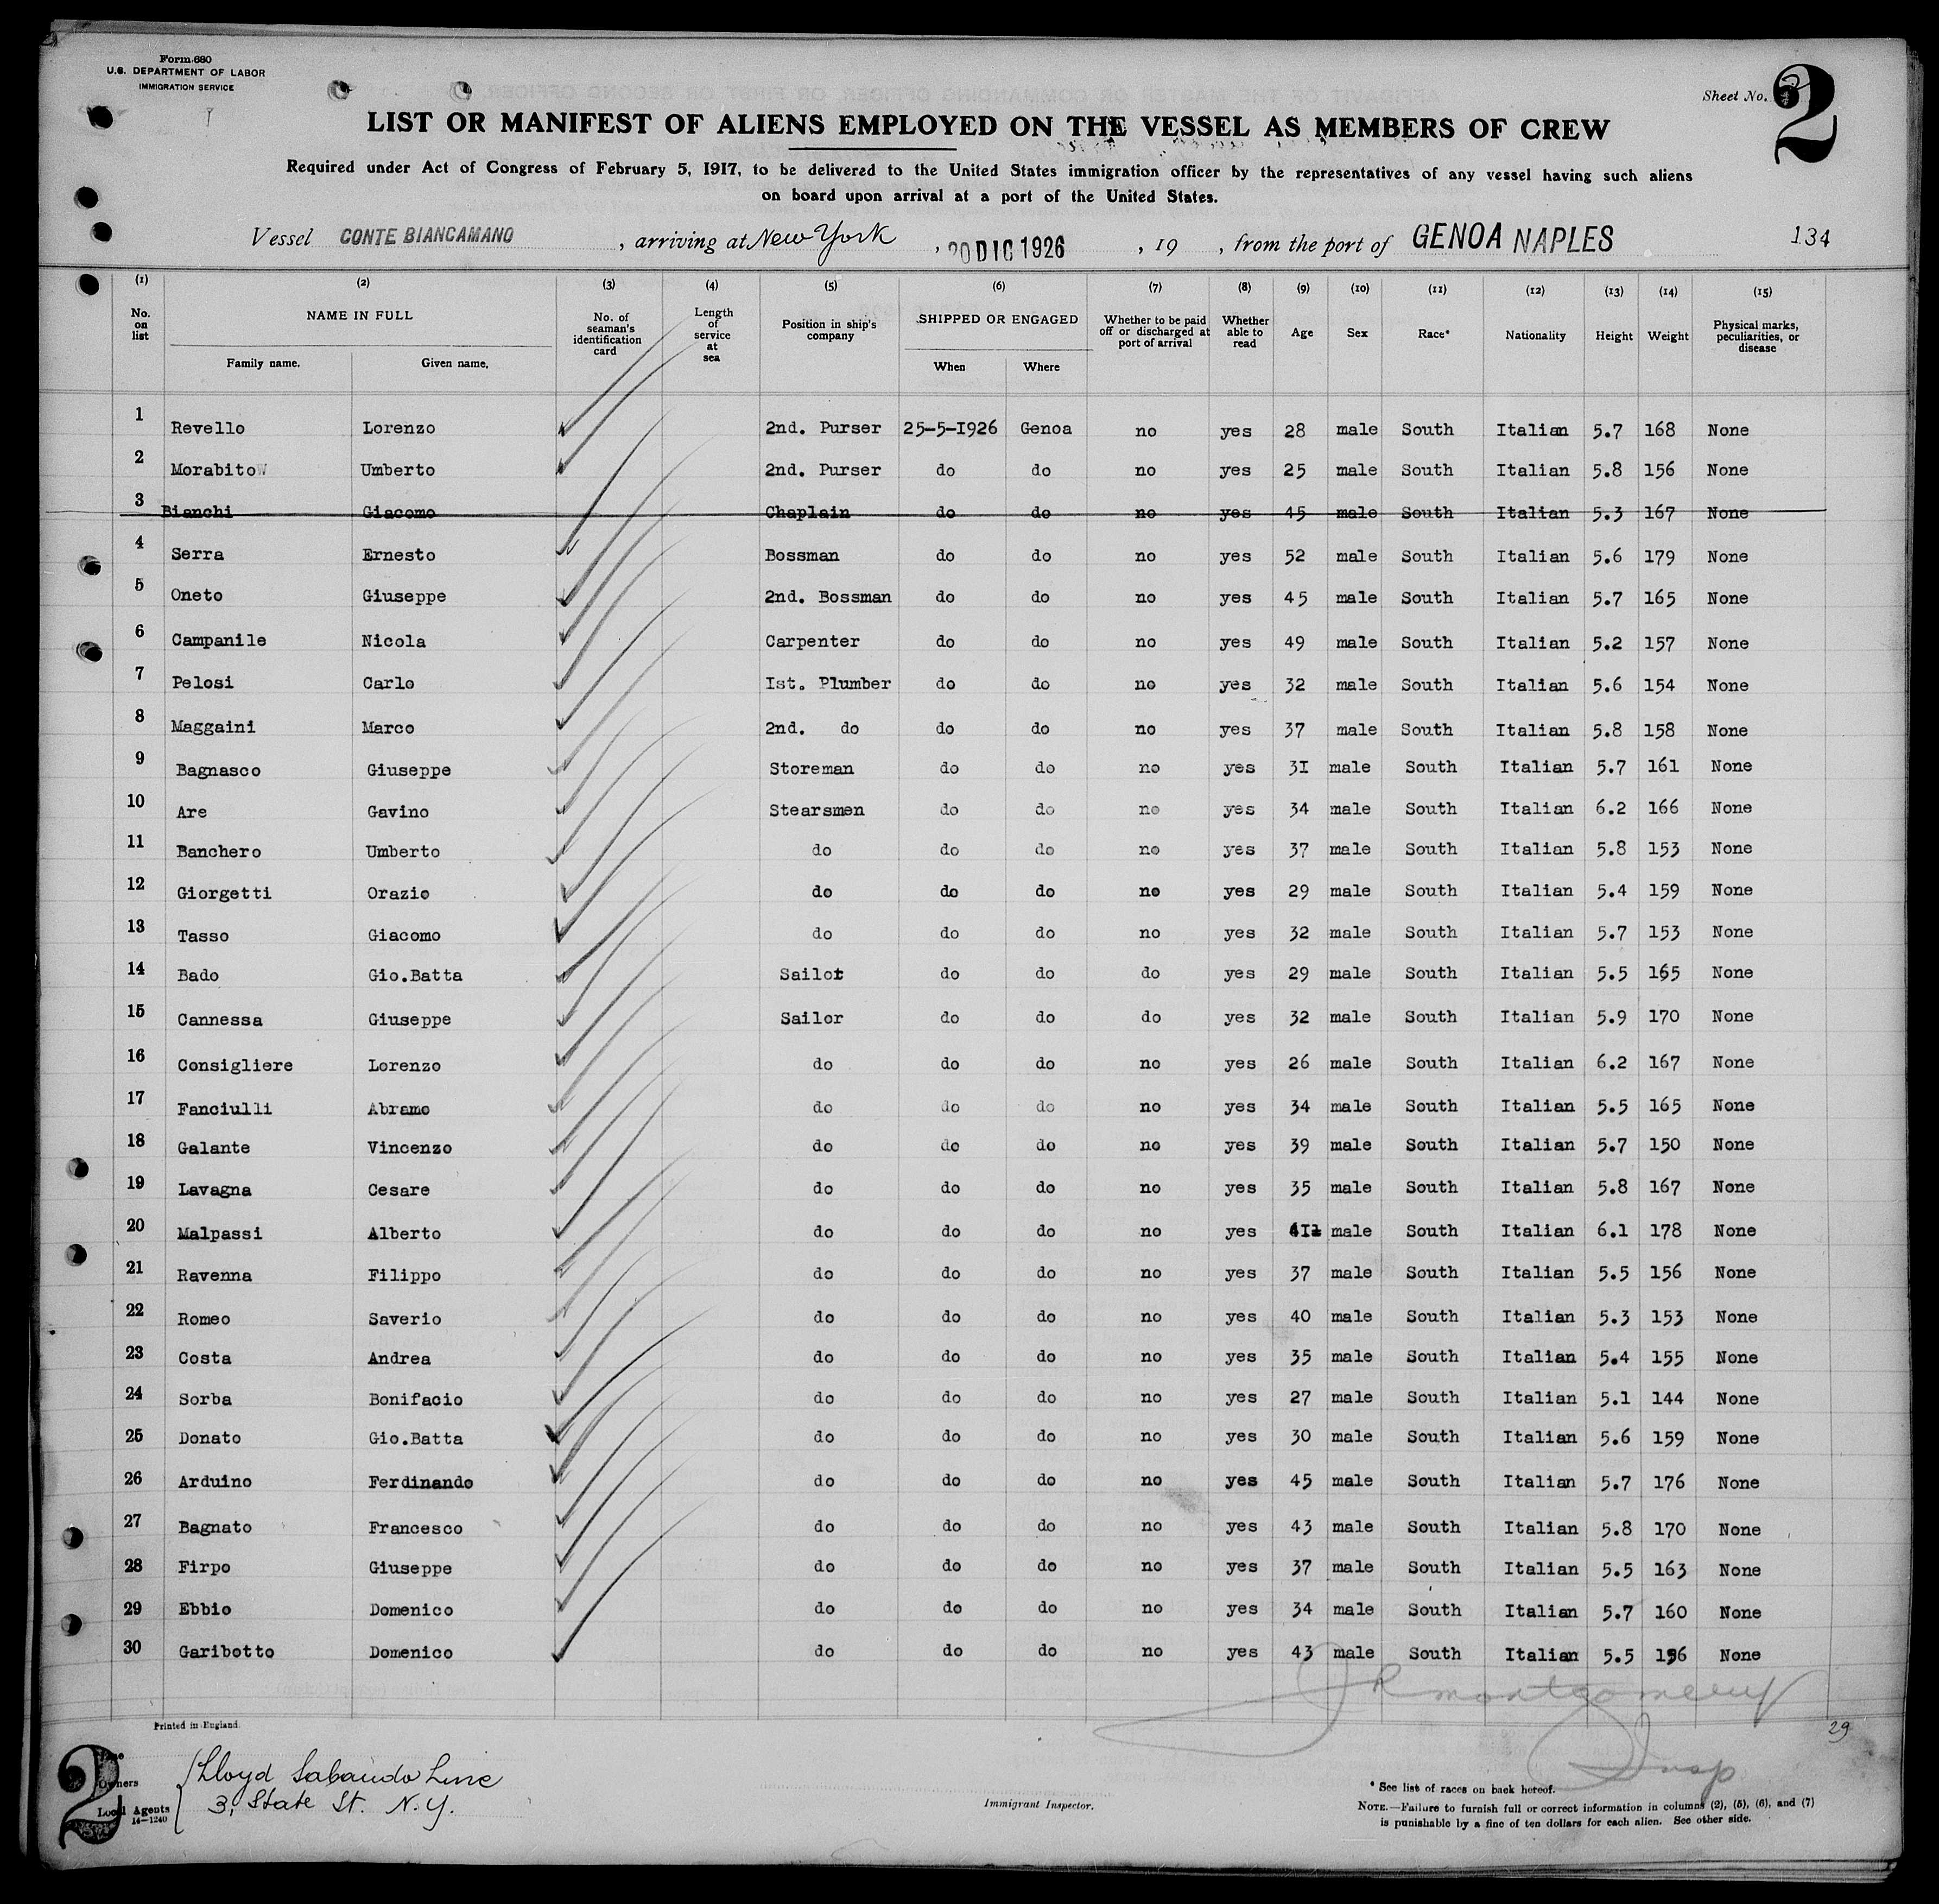 Form 680
U.S. DEPARTMENT OF LABOR
IMMIGRATION SERVICE
Sheet No. 2
LIST OR MANIFEST OF ALIENS EMPLOYED ON THE VESSEL AS MEMBERS OF CREW
Required under Act of Congress of February 5, 1917, to be delivered to the United States immigration officer by the representatives of any vessel having such aliens
on board upon arrival at a port of the United States.
Vessel CONTE BIANCAMANO, arriving at New York, 20 DIC 1926, 19 , from the port of GENOA NAPLES 134
(1) (2) (3) (4) (5) (6) (7) (8) (9) (10) (11) (12) (13) (14) (15)
No. on list NAME IN FULL Family name. Given name. No. of seaman's identification card Length of service at sea Position in ship's company SHIPPED OR ENGAGED When Where Whether to be paid off or discharged at port of arrival Whether able to read Age Sex Race* Nationality Height Weight Physical marks, peculiarities, or disease
1 Revello Lorenzo 2nd. Purser 25-5-I926 Genoa no yes 28 male South Italian 5.7 168 None
2 Morabito Umberto 2nd. Purser do do no yes 25 male South Italian 5.8 156 None
3 Bianchi Giacomo Chaplain do do no yes 45 male South Italian 5.3 167 None
4 Serra Ernesto Bossman do do no yes 52 male South Italian 5.6 179 None
5 Oneto Giuseppe 2nd. Bossman do do no yes 45 male South Italian 5.7 165 None
6 Campanile Nicola Carpenter do do no yes 49 male South Italian 5.2 157 None
7 Pelosi Carlo Ist. Plumber do do no yes 32 male South Italian 5.6 154 None
8 Maggaini Marco 2nd. do do do no yes 37 male South Italian 5.8 158 None
9 Bagnasco Giuseppe Storeman do do no yes 3I male South Italian 5.7 161 None
10 Are Gavino Stearsmen do do no yes 34 male South Italian 6.2 166 None
11 Banchero Umberto do do do no yes 37 male South Italian 5.8 153 None
12 Giorgetti Orazio do do do no yes 29 male South Italian 5.4 159 None
13 Tasso Giacomo do do do no yes 32 male South Italian 5.7 153 None
14 Bado Gio.Batta Sailor do do do yes 29 male South Italian 5.5 165 None
15 Cannessa Giuseppe Sailor do do do yes 32 male South Italian 5.9 170 None
16 Consigliere Lorenzo do do do no yes 26 male South Italian 6.2 167 None
17 Fanciulli Abramo do do do no yes 34 male South Italian 5.5 165 None
18 Galante Vincenzo do do do no yes 39 male South Italian 5.7 150 None
19 Lavagna Cesare do do do no yes 35 male South Italian 5.8 167 None
20 Malpassi Alberto do do do no yes male South Italian 6.1 178 None
21 Ravenna Filippo do do do no yes 37 male South Italian 5.5 156 None
22 Romeo Saverio do do do no yes 40 male South Italian 5.3 153 None
23 Costa Andrea do do do no yes 35 male South Italian 5.4 155 None
24 Sorba Bonifacio do do do no yes 27 male South Italian 5.1 144 None
25 Donato Gio.Batta do do do no yes 30 male South Italian 5.6 159 None
26 Arduino Ferdinando do do do no yes 45 male South Italian 5.7 176 None
27 Bagnato Francesco do do do no yes 43 male South Italian 5.8 170 None
28 Firpo Giuseppe do do do no yes 37 male South Italian 5.5 163 None
29 Ebbio Domenico do do do no yes 34 male South Italian 5.7 160 None
30 Garibotto Domenico do do do no yes 43 male South Italian 5.5 156 None
JR Montgomery
Insp
29
Printed in England
2
Owners
Local Agents
14-1240
Lloyd Sabaudo Line
3, State St. N.Y.
Immigrant Inspector.
* See list of races on back hereof.
NOTE.—Failure to furnish full or correct information in columns (2), (5), (6), and (7)
is punishable by a fine of ten dollars for each alien. See other side.